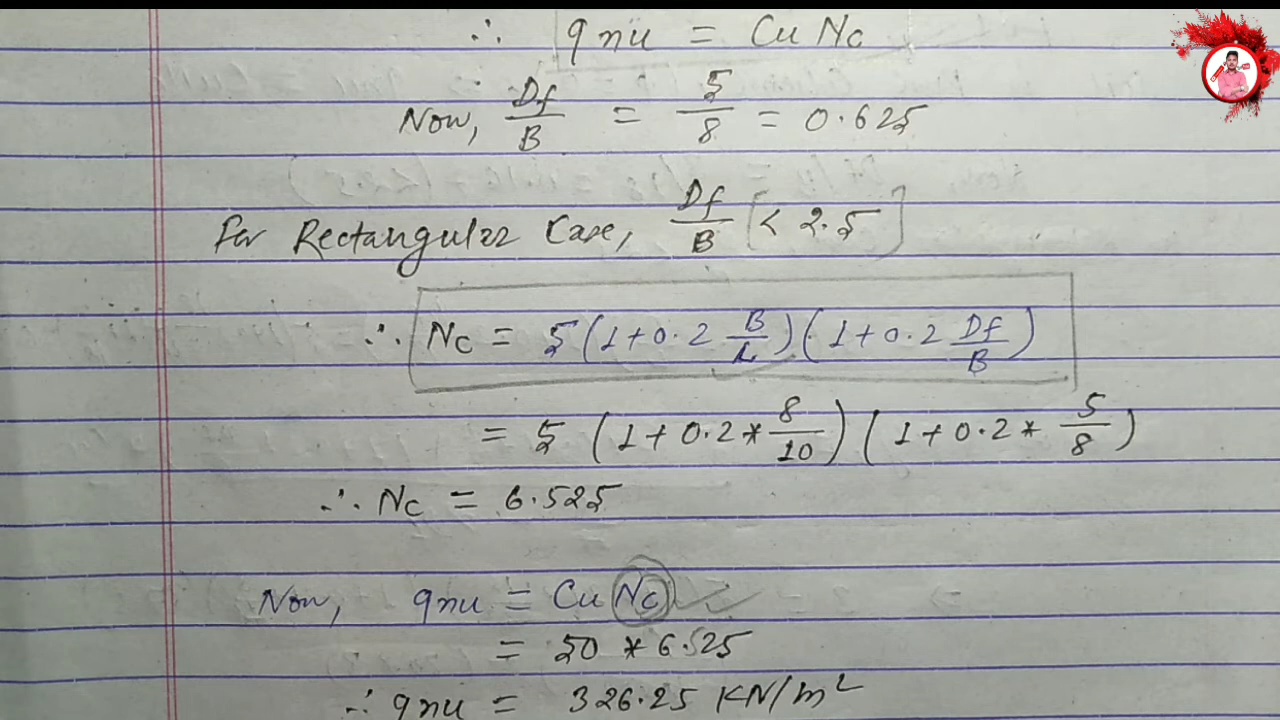 ∴ qnu = Cu Nc
Now, Df/B = 5/8 = 0.625
For Rectangular Case, Df/B < 2.5
∴ Nc = 5(1+0.2 B/L)(1+0.2 Df/B)
= 5 (1+0.2*8/10)(1+0.2*5/8)
∴ Nc = 6.525
Now, qnu = Cu Nc
= 50 * 6.525
∴ qnu = 326.25 KN/m²